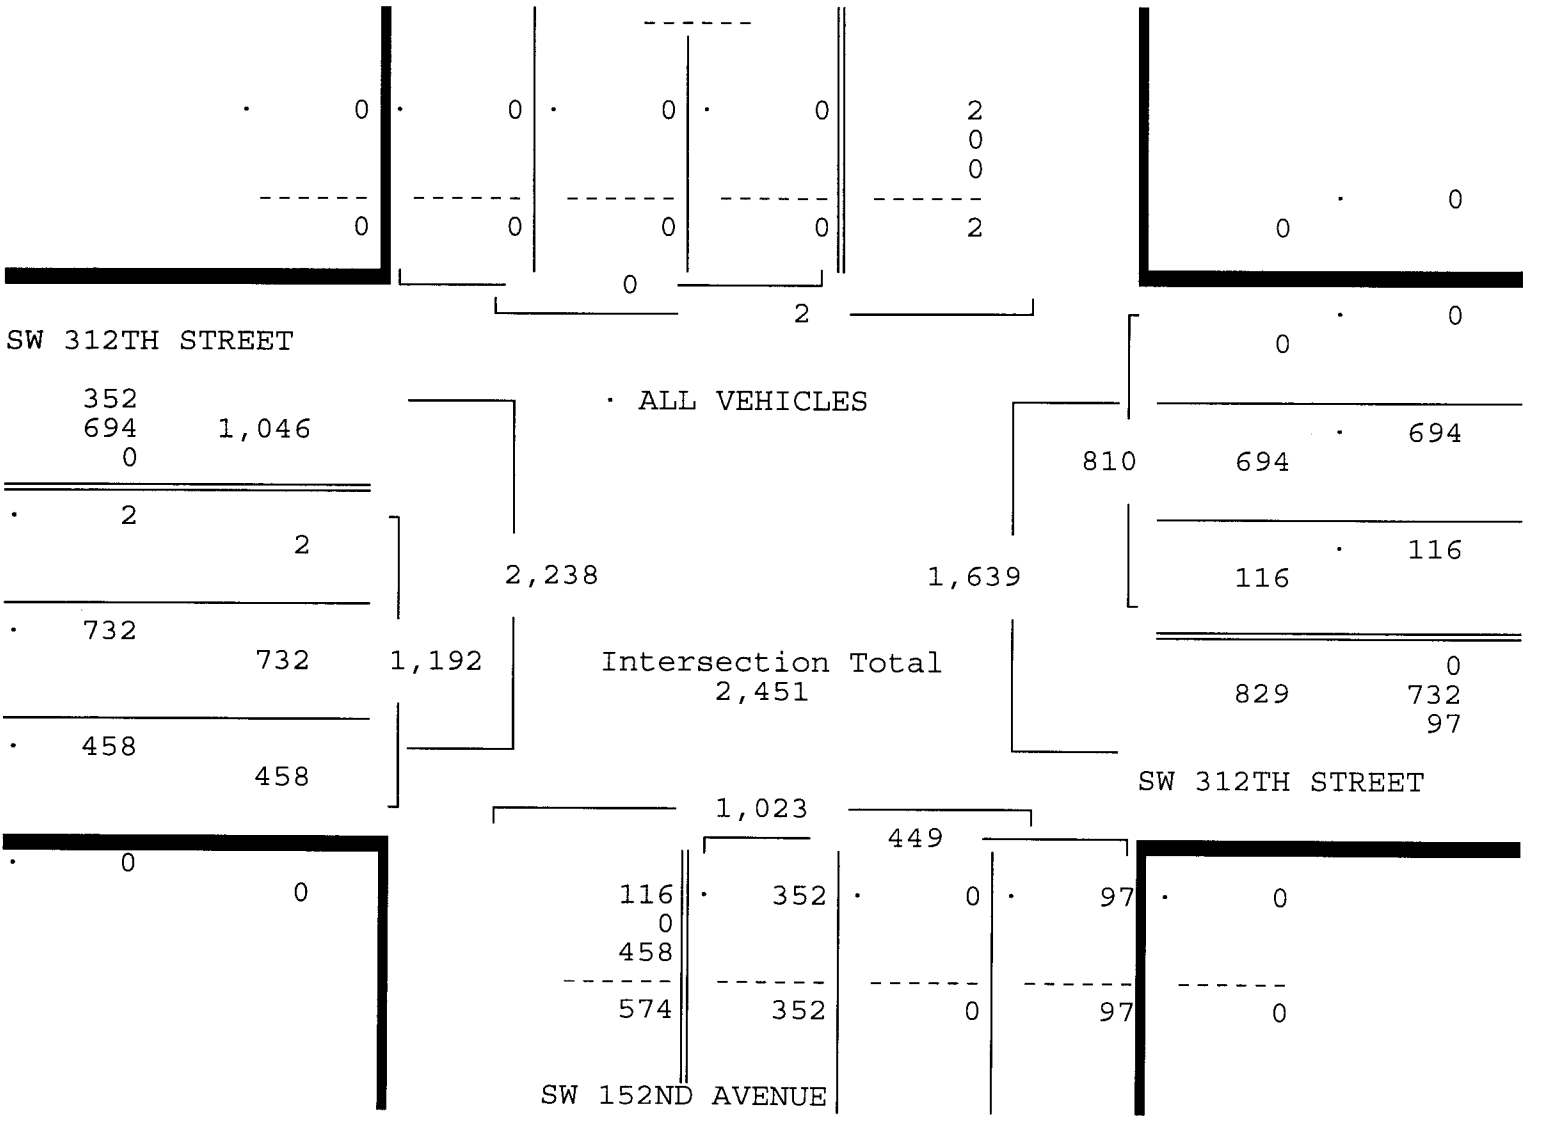 0 0 0 0 2
0
0
0
0 0 0 0 2 0
0
2 0
SW 312TH STREET 0
352 · ALL VEHICLES
694 1,046 694
0 810 694
2
2 116
2,238 1,639 116
732
732 1,192 Intersection Total 0
2,451 829 732
97
458
458 SW 312TH STREET
1,023
449
0
0 116 352 0 97 0
0
458
574 352 0 97 0
SW 152ND AVENUE